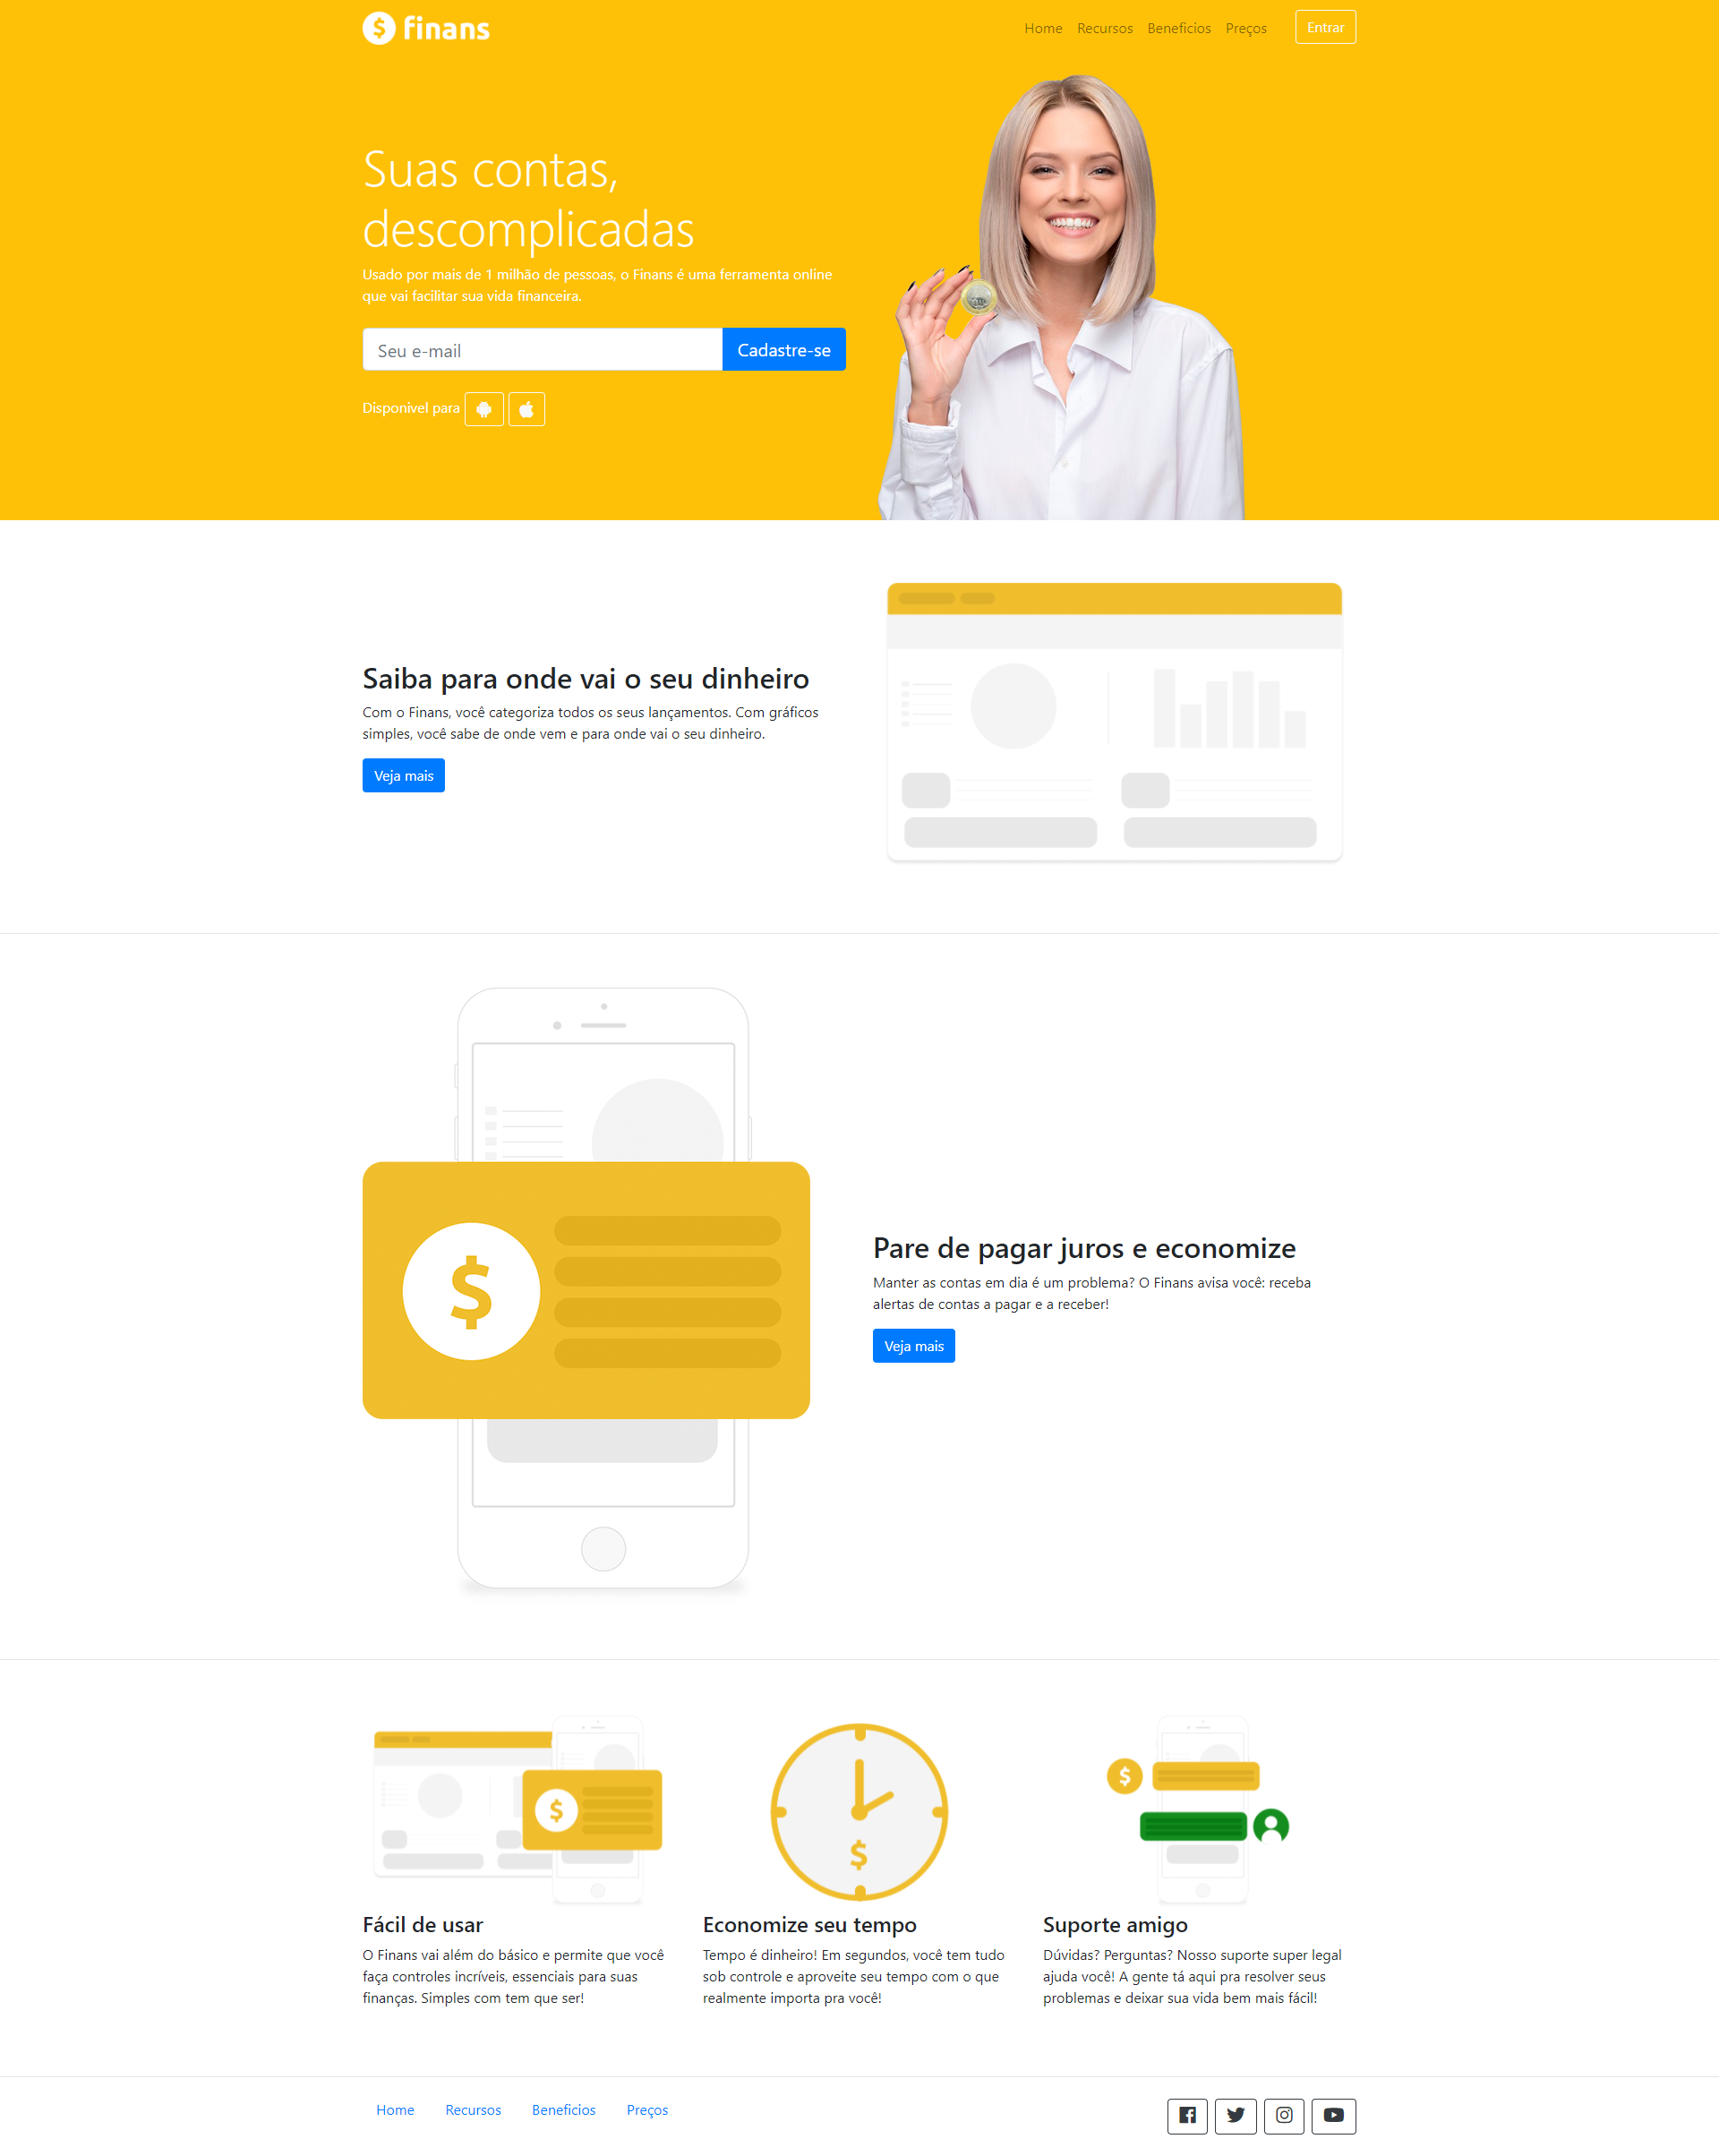 finans
Home Recursos Beneficios Preços Entrar
Suas contas,
descomplicadas
Usado por mais de 1 milhão de pessoas, o Finans é uma ferramenta online
que vai facilitar sua vida financeira.
Seu e-mail Cadastre-se
Disponivel para
Saiba para onde vai o seu dinheiro
Com o Finans, você categoriza todos os seus lançamentos. Com gráficos
simples, você sabe de onde vem e para onde vai o seu dinheiro.
Veja mais
$
Pare de pagar juros e economize
Manter as contas em dia é um problema? O Finans avisa você: receba
alertas de contas a pagar e a receber!
Veja mais
Fácil de usar
O Finans vai além do básico e permite que você
faça controles incríveis, essenciais para suas
finanças. Simples com tem que ser!
Economize seu tempo
Tempo é dinheiro! Em segundos, você tem tudo
sob controle e aproveite seu tempo com o que
realmente importa pra você!
Suporte amigo
Dúvidas? Perguntas? Nosso suporte super legal
ajuda você! A gente tá aqui pra resolver seus
problemas e deixar sua vida bem mais fácil!
Home Recursos Beneficios Preços